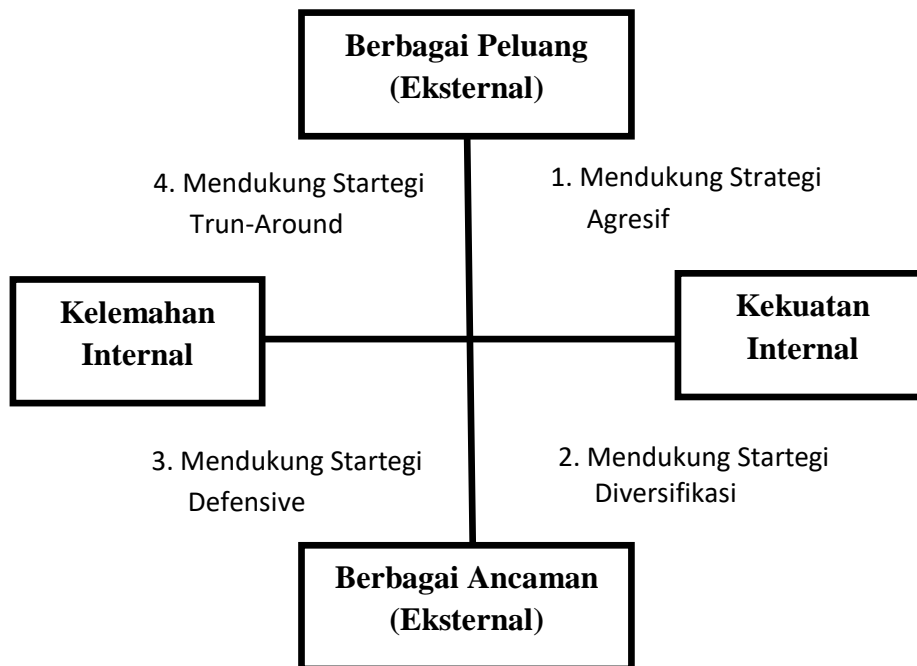 Berbagai Peluang
(Eksternal)
4. Mendukung Startegi
Trun-Around
1. Mendukung Strategi
Agresif
Kelemahan
Internal
Kekuatan
Internal
3. Mendukung Startegi
Defensive
2. Mendukung Startegi
Diversifikasi
Berbagai Ancaman
(Eksternal)